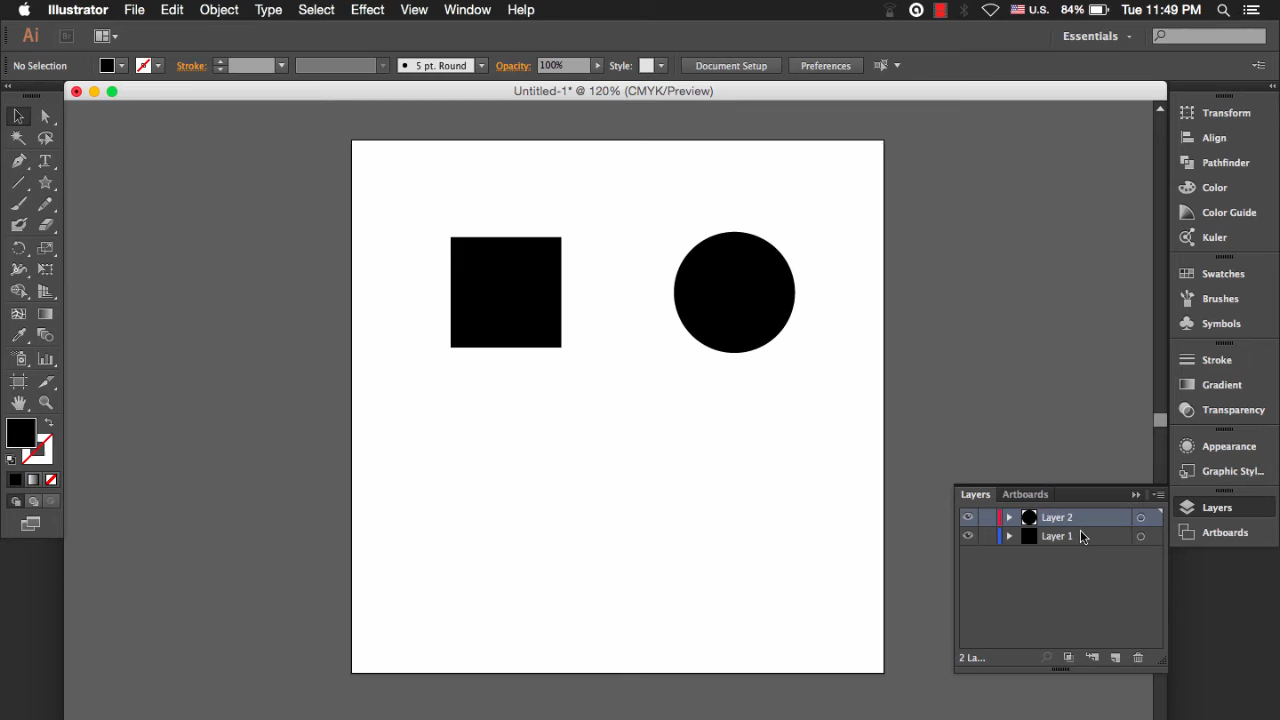 Illustrator File Edit Object Type Select Effect View Window Help U.S. 84% Tue 11:49 PM
Ai Br Essentials
No Selection Stroke: 5 pt. Round Opacity: 100% Style: Document Setup Preferences
Untitled-1* @ 120% (CMYK/Preview)
Transform
Align
Pathfinder
Color
Color Guide
Kuler
Swatches
Brushes
Symbols
Stroke
Gradient
Transparency
Appearance
Graphic Styl...
Layers
Artboards
Layers Artboards
Layer 2
Layer 1
2 La...